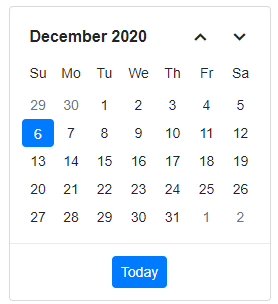 December 2020
Su Mo Tu We Th Fr Sa
29 30 1 2 3 4 5
6 7 8 9 10 11 12
13 14 15 16 17 18 19
20 21 22 23 24 25 26
27 28 29 30 31 1 2
Today